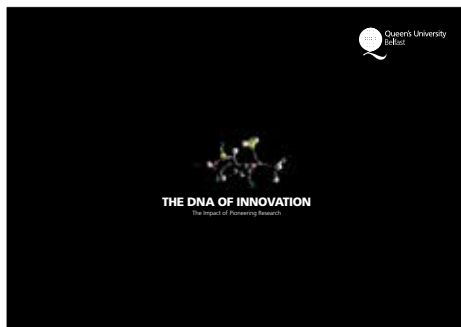 Queen's University
Belfast
THE DNA OF INNOVATION
The Impact of Pioneering Research